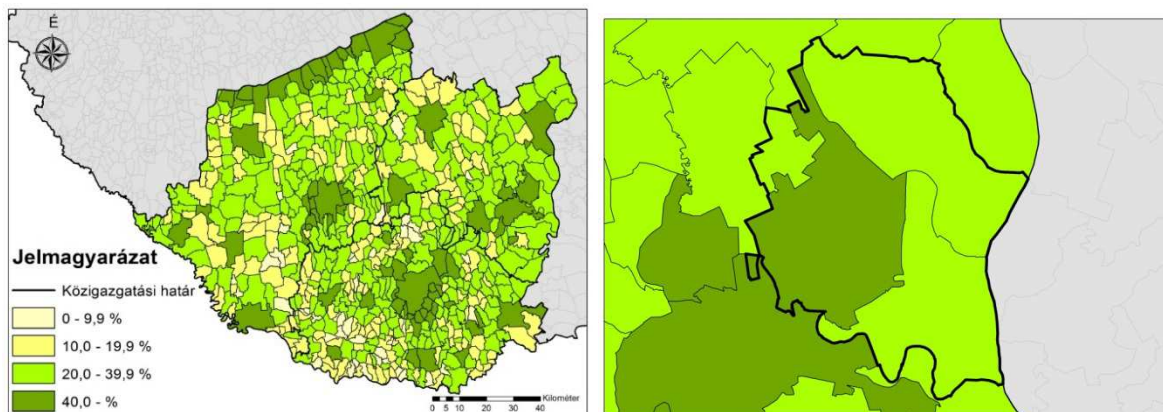 É
Jelmagyarázat
Közigazgatási határ
0 - 9,9 %
10,0 - 19,9 %
20,0 - 39,9 %
40,0 - %
Kilométer
0 5 10 20 30 40